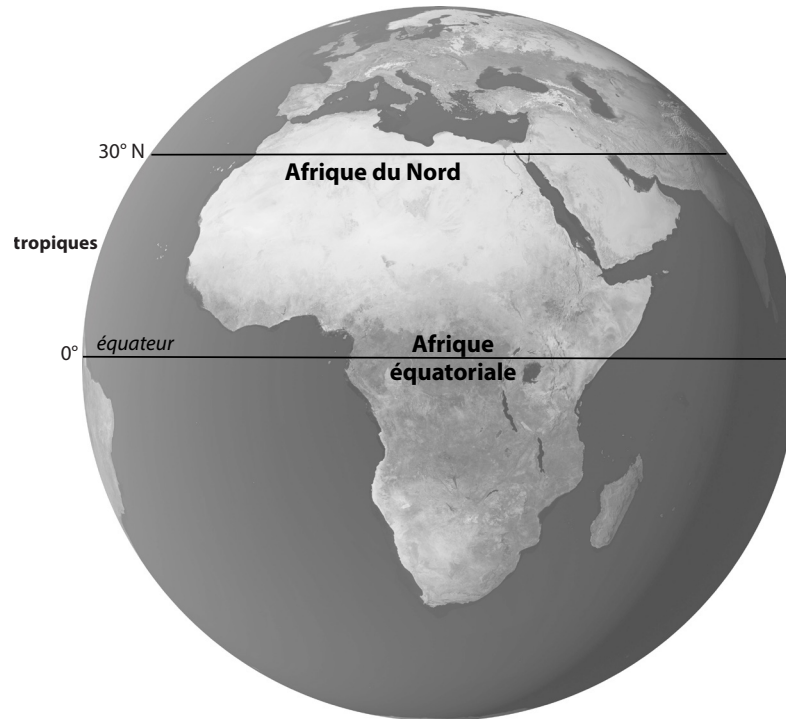 30° N
Afrique du Nord
tropiques
0°
équateur
Afrique
équatoriale